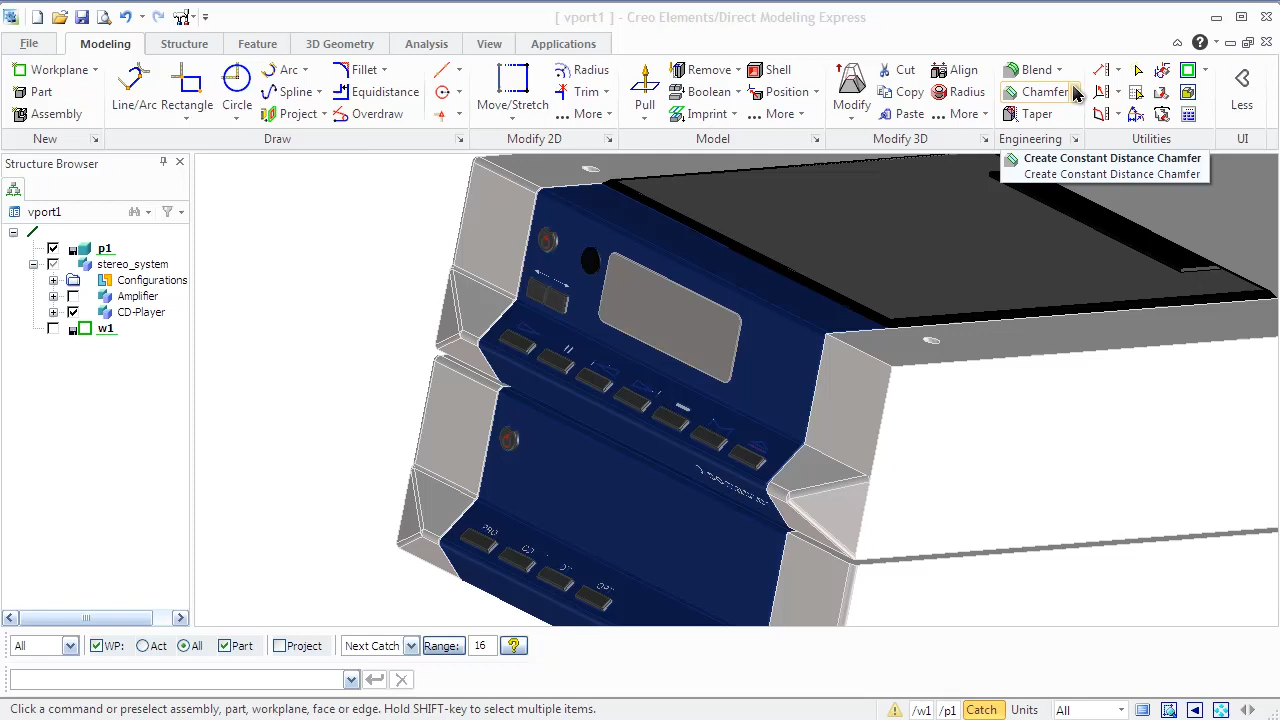 [ vport1 ] - Creo Elements/Direct Modeling Express
File Modeling Structure Feature 3D Geometry Analysis View Applications
Workplane Arc Fillet Radius Remove Shell Cut Align Blend
Part Line/Arc Rectangle Circle Spline Equidistance Move/Stretch Trim Pull Boolean Position Modify Copy Radius Chamfer Less
Assembly Project Overdraw More Imprint More Paste More Taper
New Draw Modify 2D Model Modify 3D Engineering Utilities UI
Structure Browser
Create Constant Distance Chamfer
Create Constant Distance Chamfer
vport1
p1
stereo_system
Configurations
Amplifier
CD-Player
w1
PRO
CD
OPT
All WP: Act All Part Project Next Catch Range: 16 ?
Click a command or preselect assembly, part, workplane, face or edge. Hold SHIFT-key to select multiple items. /w1 /p1 Catch Units All